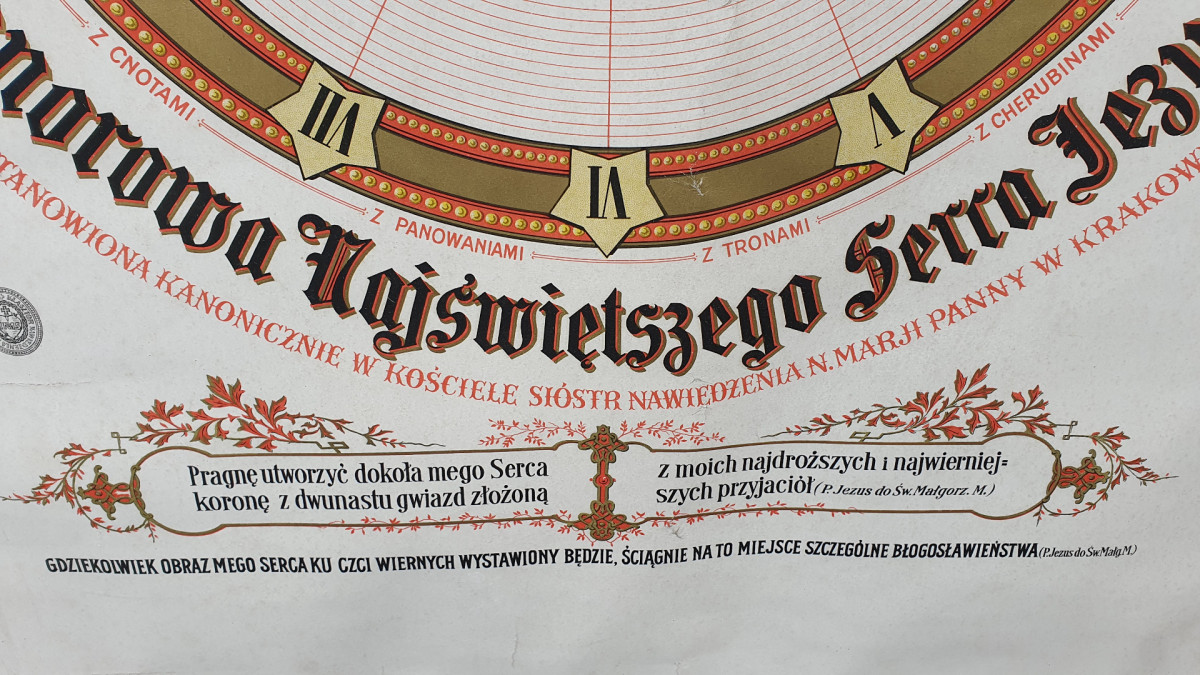 Z CNOTAMI
Z PANOWANIAMI
Z TRONAMI
Z CHERUBINAMI
VII
VI
V
Najświętszego Serca
KANONICZNIE W KOŚCIELE SIÓSTR NAWIEDZENIA N. MARJI PANNY W
Pragnę utworzyć dokoła mego Serca
koronę z dwunastu gwiazd złożoną
z moich najdroższych i najwierniej=
szych przyjaciół (P. Jezus do Św. Małgorz. M.)
GDZIEKOLWIEK OBRAZ MEGO SERCA KU CZCI WIERNYCH WYSTAWIONY BĘDZIE, ŚCIĄGNIE NA TO MIEJSCE SZCZEGÓLNE BŁOGOSŁAWIEŃSTWA (P. Jezus do Św. Małg. M.)